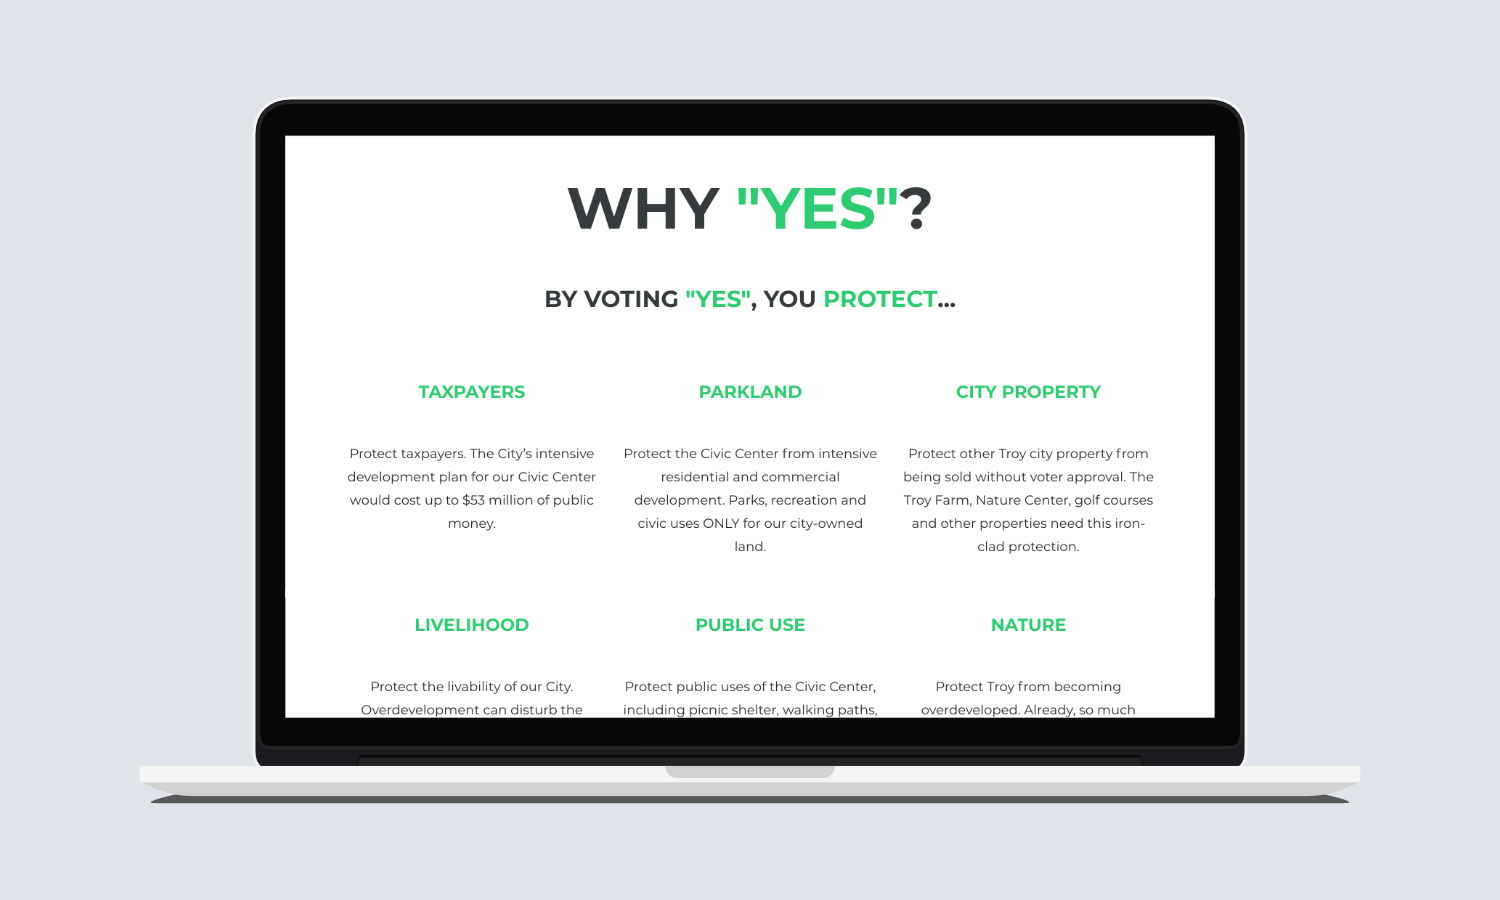 WHY "YES"?
BY VOTING "YES", YOU PROTECT...
TAXPAYERS
Protect taxpayers. The City’s intensive
development plan for our Civic Center
would cost up to $53 million of public
money.
PARKLAND
Protect the Civic Center from intensive
residential and commercial
development. Parks, recreation and
civic uses ONLY for our city-owned
land.
CITY PROPERTY
Protect other Troy city property from
being sold without voter approval. The
Troy Farm, Nature Center, golf courses
and other properties need this iron-
clad protection.
LIVELIHOOD
Protect the livability of our City.
Overdevelopment can disturb the
PUBLIC USE
Protect public uses of the Civic Center,
including picnic shelter, walking paths,
NATURE
Protect Troy from becoming
overdeveloped. Already, so much